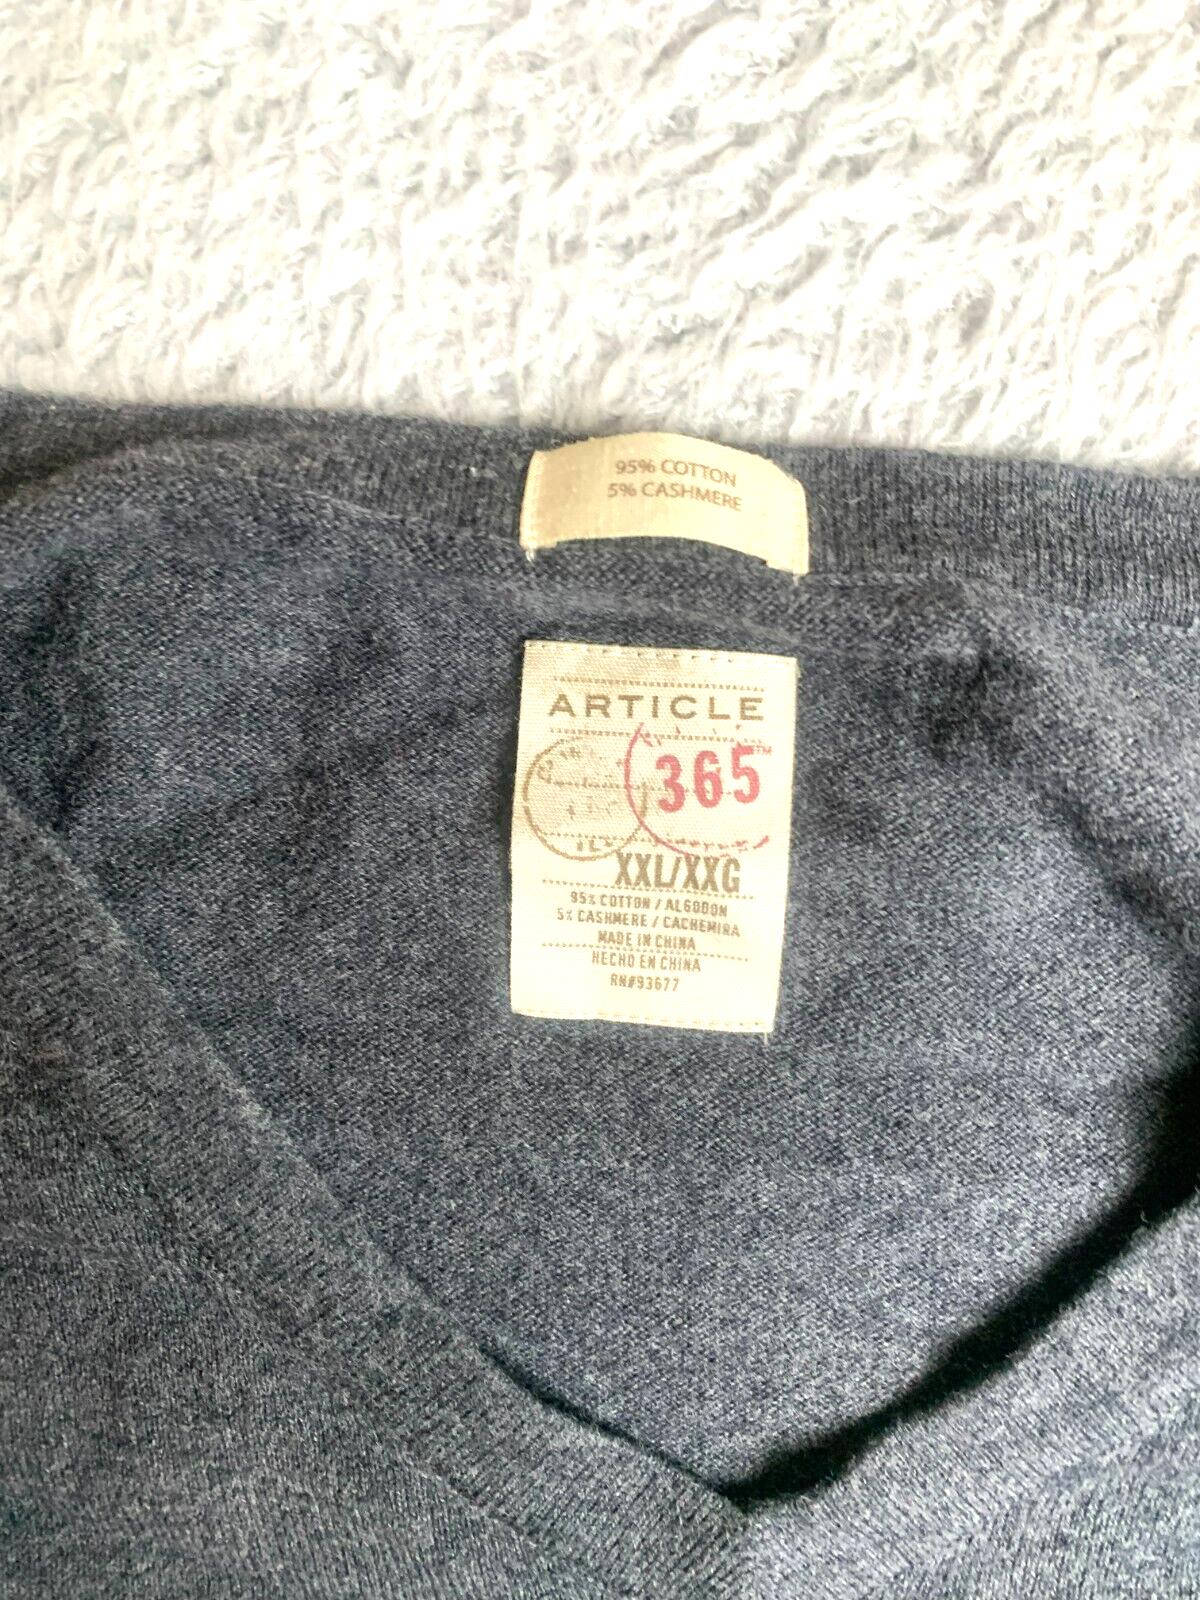 95% COTTON
5% CASHMERE
ARTICLE
365™
XXL/XXG
95% COTTON / ALGODON
5% CASHMERE / CACHEMIRA
MADE IN CHINA
HECHO EN CHINA
RN#93677